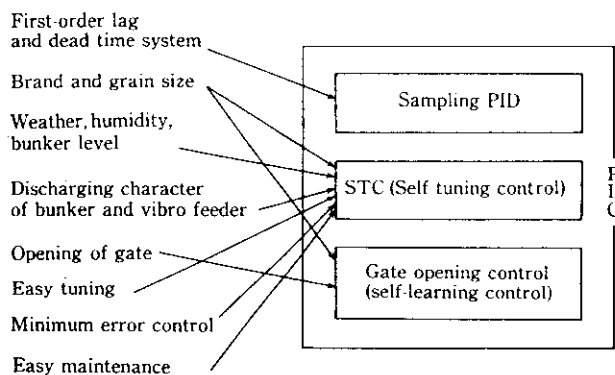 First-order lag
and dead time system
Brand and grain size
Weather, humidity,
bunker level
Discharging character
of bunker and vibro feeder
Opening of gate
Easy tuning
Minimum error control
Easy maintenance
Sampling PID
STC (Self tuning control)
Gate opening control
(self-learning control)